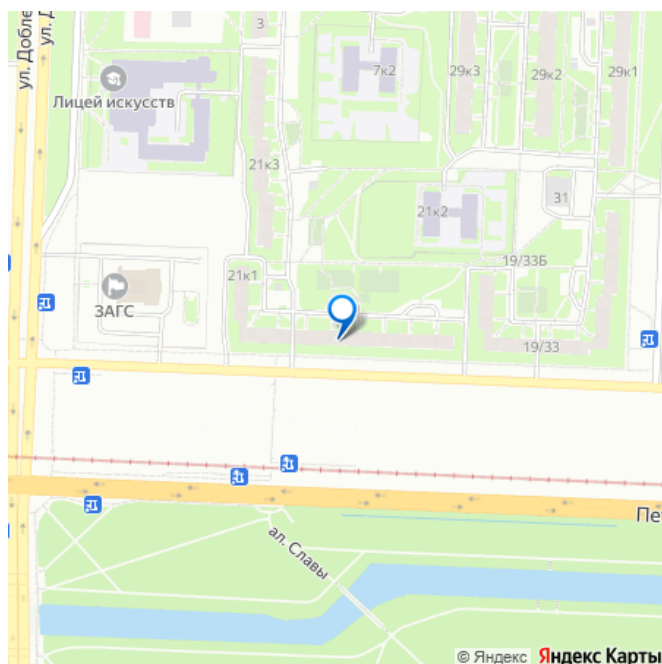 ул. Добле
ул. Д
3
7к2
29к3
29к2
29к1
Лицей искусств
21к3
21к2
31
19/33Б
21к1
ЗАГС
19/33
Пе
ал. Славы
© Яндекс Яндекс Карты